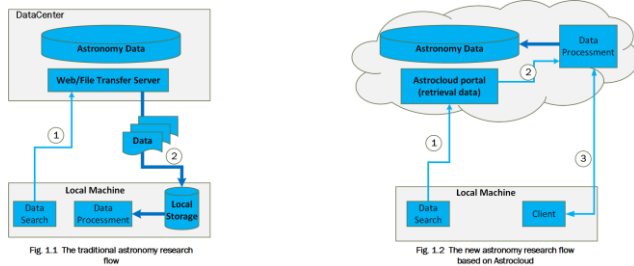 DataCenter
Astronomy Data
Web/File Transfer Server
1
Data
2
Local Machine
Data
Search
Data
Processment
Local
Storage
Fig. 1.1 The traditional astronomy research
flow
Astronomy Data
Data
Processment
Astrocloud portal
(retrieval data)
2
1
3
Local Machine
Data
Search
Client
Fig. 1.2 The new astronomy research flow
based on Astrocloud